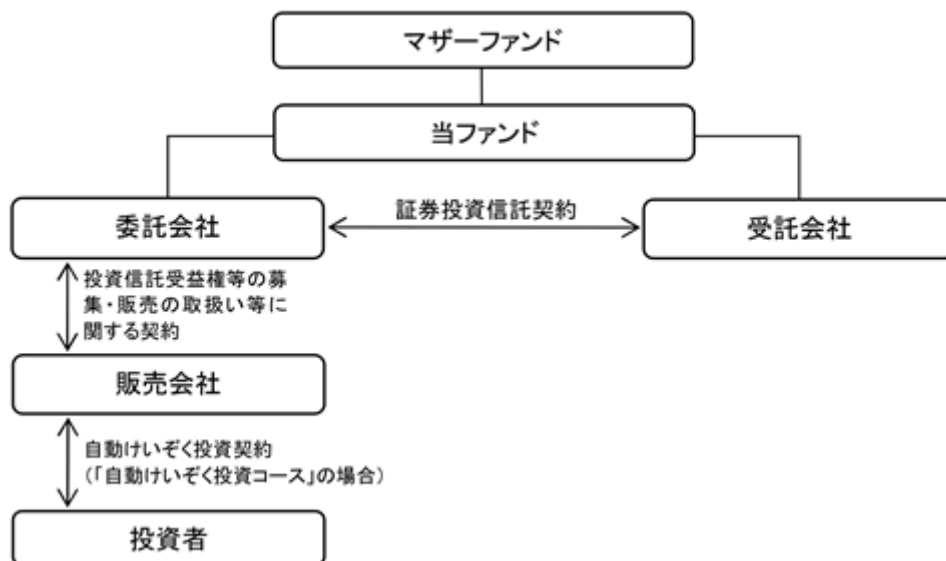 マザーファンド
当ファンド
委託会社
証券投資信託契約
受託会社
投資信託受益権等の募
集・販売の取扱い等に
関する契約
販売会社
自動けいぞく投資契約
(「自動けいぞく投資コース」の場合)
投資者